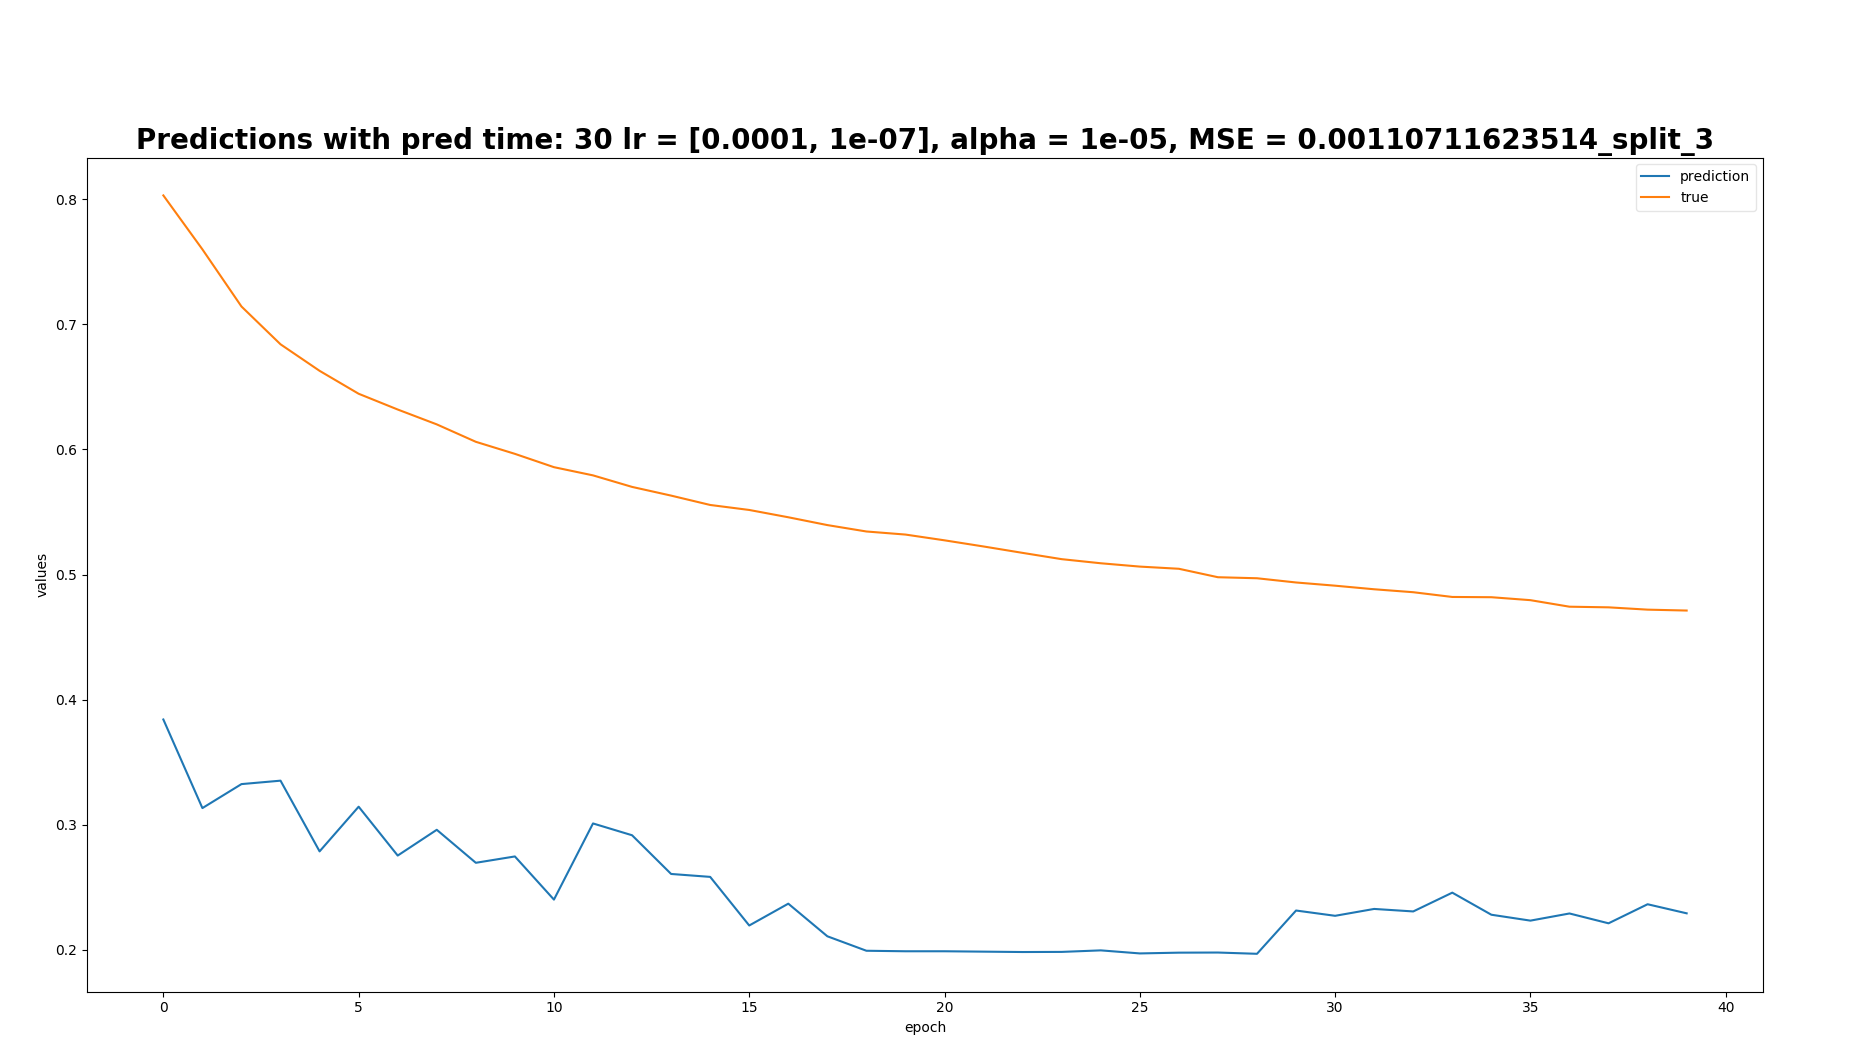 Predictions with pred time: 30 lr = [0.0001, 1e-07], alpha = 1e-05, MSE = 0.00110711623514_split_3
prediction
true
0.8
0.7
0.6
0.5
0.4
0.3
0.2
values
0 5 10 15 20 25 30 35 40
epoch